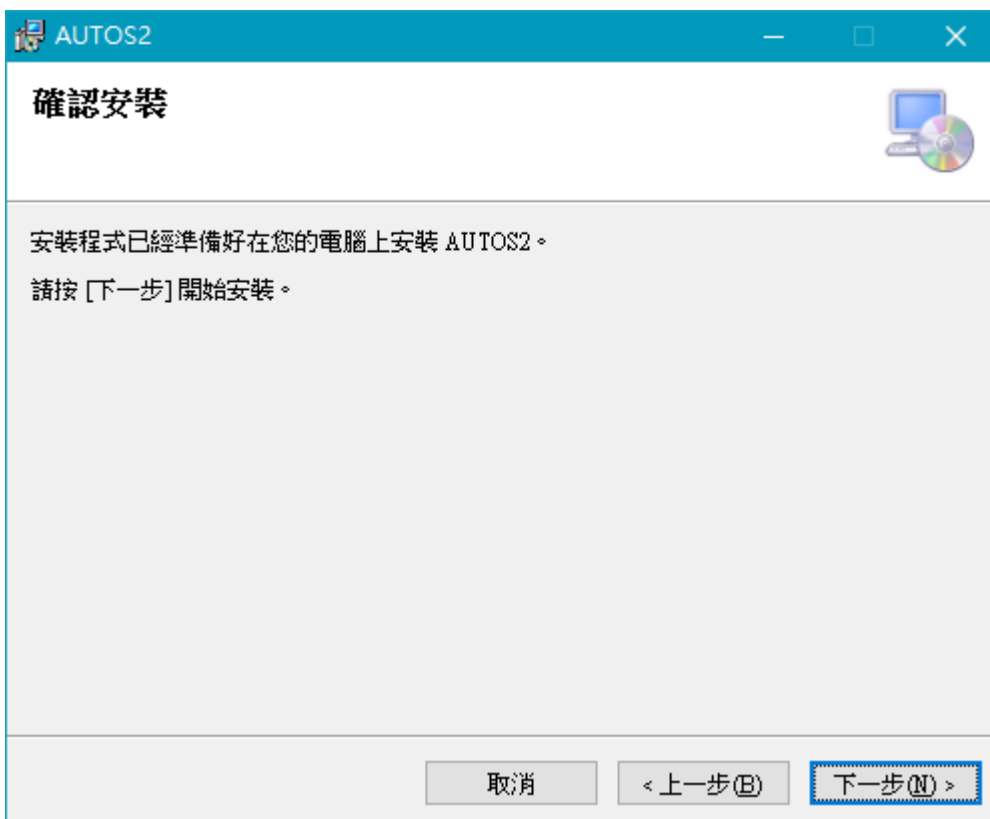 AUTOS2
確認安裝
安裝程式已經準備好在您的電腦上安裝 AUTOS2。
請按 [下一步] 開始安裝。
取消
< 上一步(B)
下一步(N) >